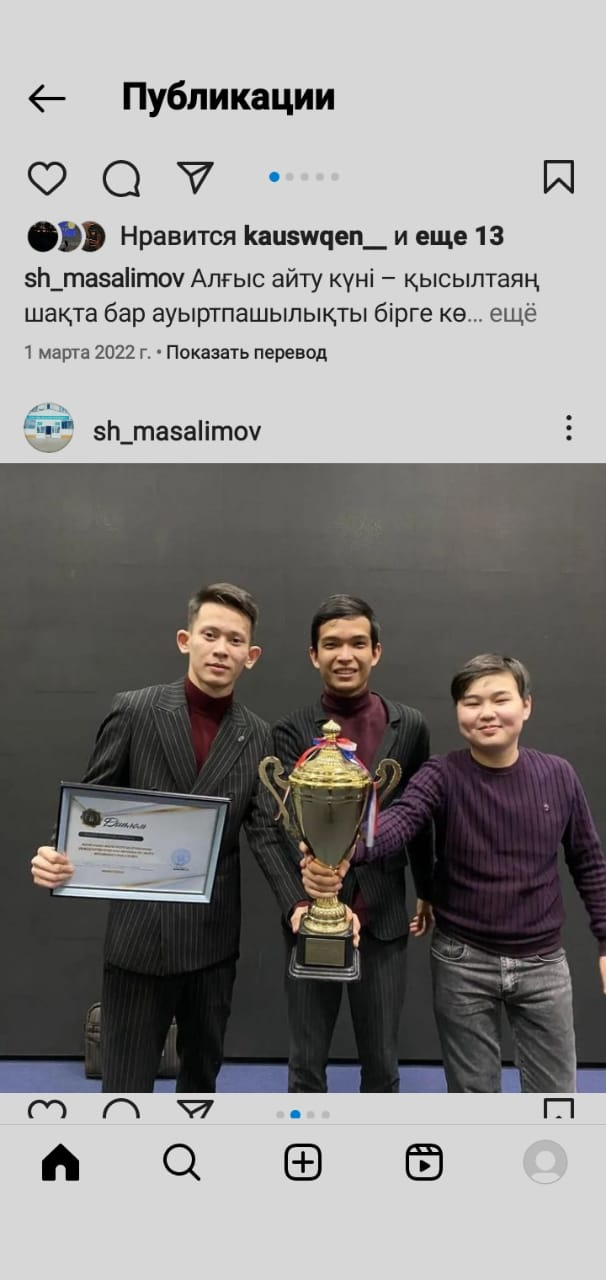 Публикации
Нравится kauswqen__ и еще 13
sh_masalimov Алғыс айту күні – қысылтаяң
шақта бар ауыртпашылықты бірге кө... ещё
1 марта 2022 г. • Показать перевод
sh_masalimov
Диплом